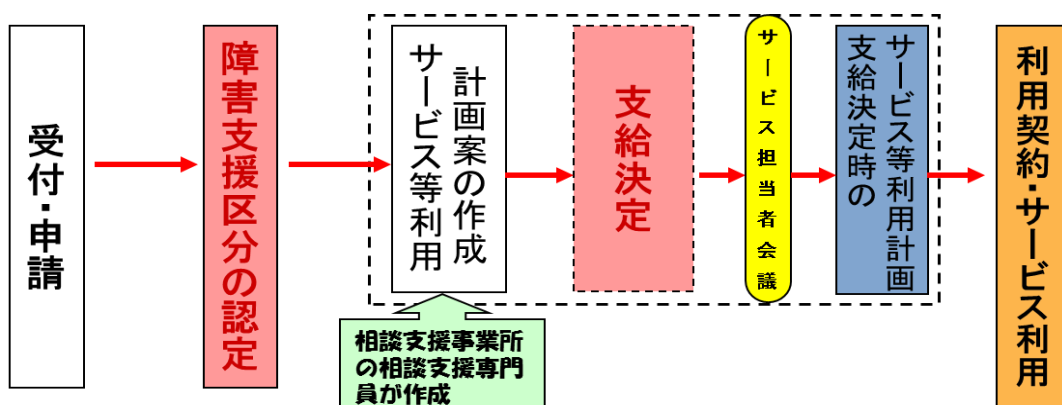 受付・申請
障害支援区分の認定
サービス等利用
計画案の作成
相談支援事業所
の相談支援専門
員が作成
支給決定
サービス担当者会議
支給決定時の
サービス等利用計画
利用契約・サービス利用